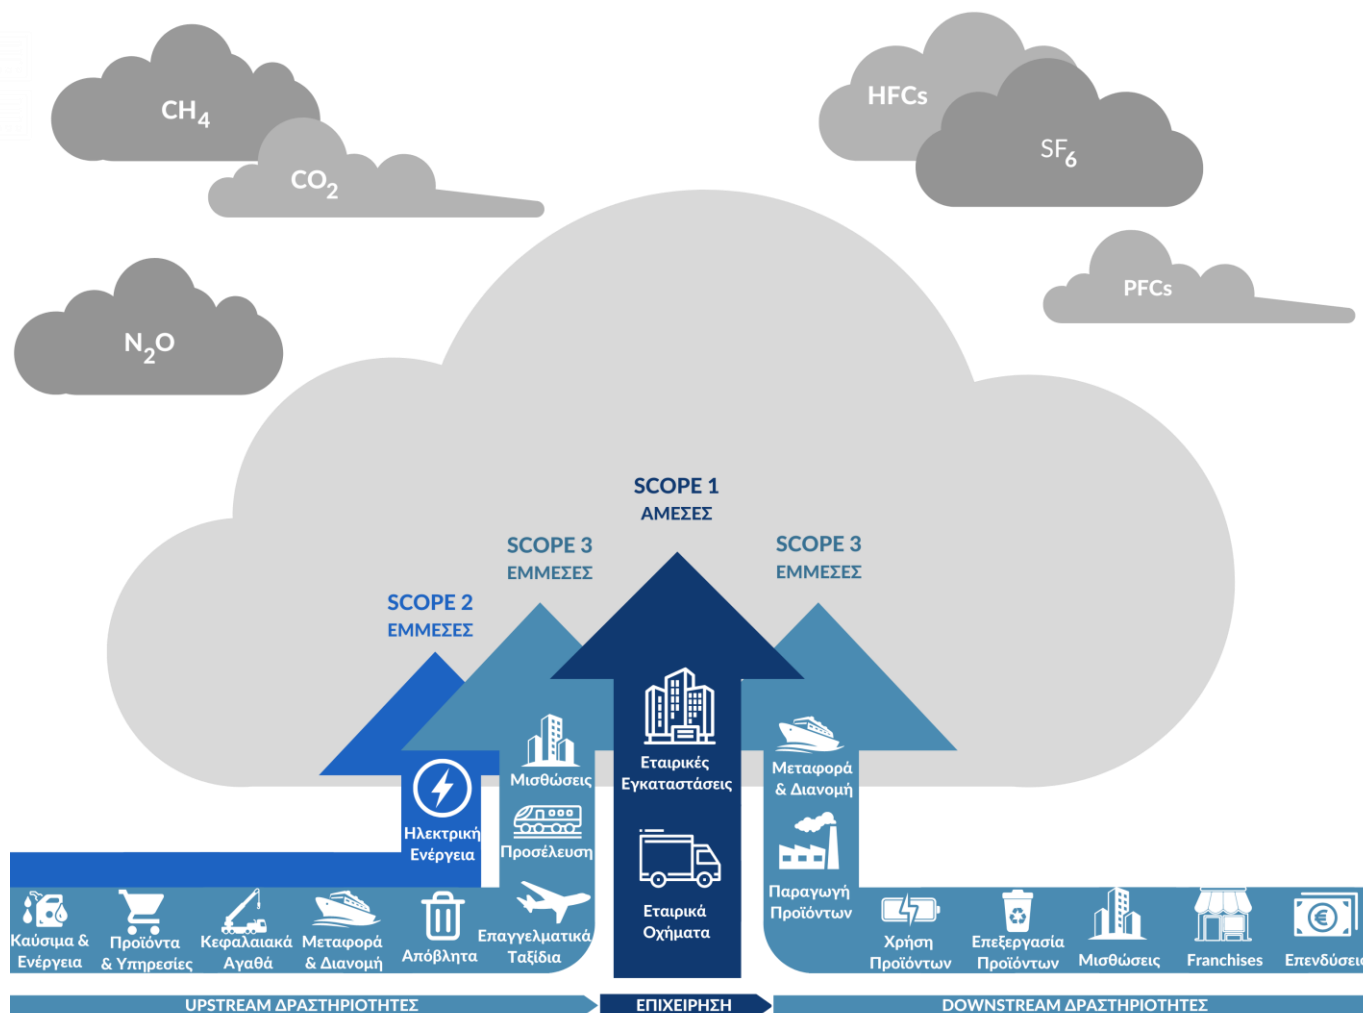 CH4
CO2
N2O
HFCs
SF6
PFCs
SCOPE 1
ΑΜΕΣΕΣ
SCOPE 3
ΕΜΜΕΣΕΣ
SCOPE 3
ΕΜΜΕΣΕΣ
SCOPE 2
ΕΜΜΕΣΕΣ
Ηλεκτρική
Ενέργεια
Μισθώσεις
Προσέλευση
Επαγγελματικά
Ταξίδια
Εταιρικές
Εγκαταστάσεις
Εταιρικά
Οχήματα
Μεταφορά
& Διανομή
Παραγωγή
Προϊόντων
Καύσιμα &
Ενέργεια
Προϊόντα
& Υπηρεσίες
Κεφαλαιακά
Αγαθά
Μεταφορά
& Διανομή
Απόβλητα
Χρήση
Προϊόντων
Επεξεργασία
Προϊόντων
Μισθώσεις
Franchises
Επενδύσεις
UPSTREAM ΔΡΑΣΤΗΡΙΟΤΗΤΕΣ
ΕΠΙΧΕΙΡΗΣΗ
DOWNSTREAM ΔΡΑΣΤΗΡΙΟΤΗΤΕΣ